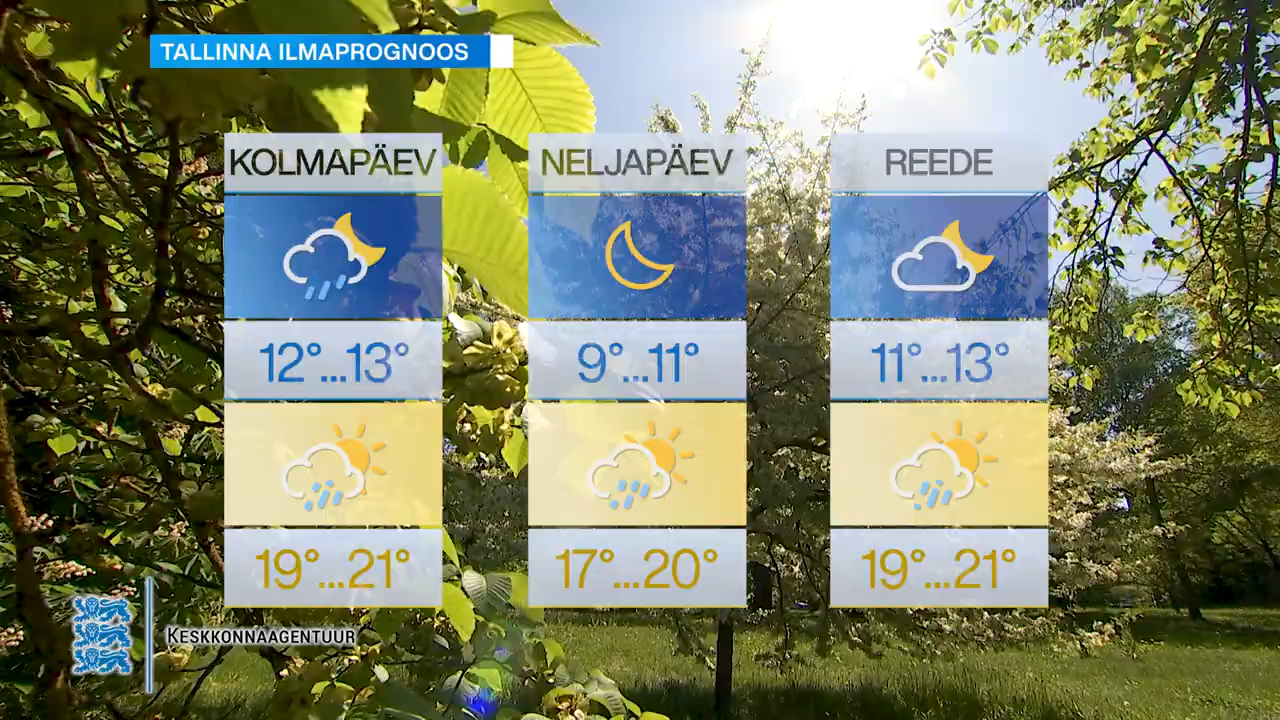 TALLINNA ILMAPROGNOOS
KOLMAPÄEV
NELJAPÄEV
REEDE
12°...13°
9°...11°
11°...13°
19°...21°
17°...20°
19°...21°
KESKKONNAAGENTUUR